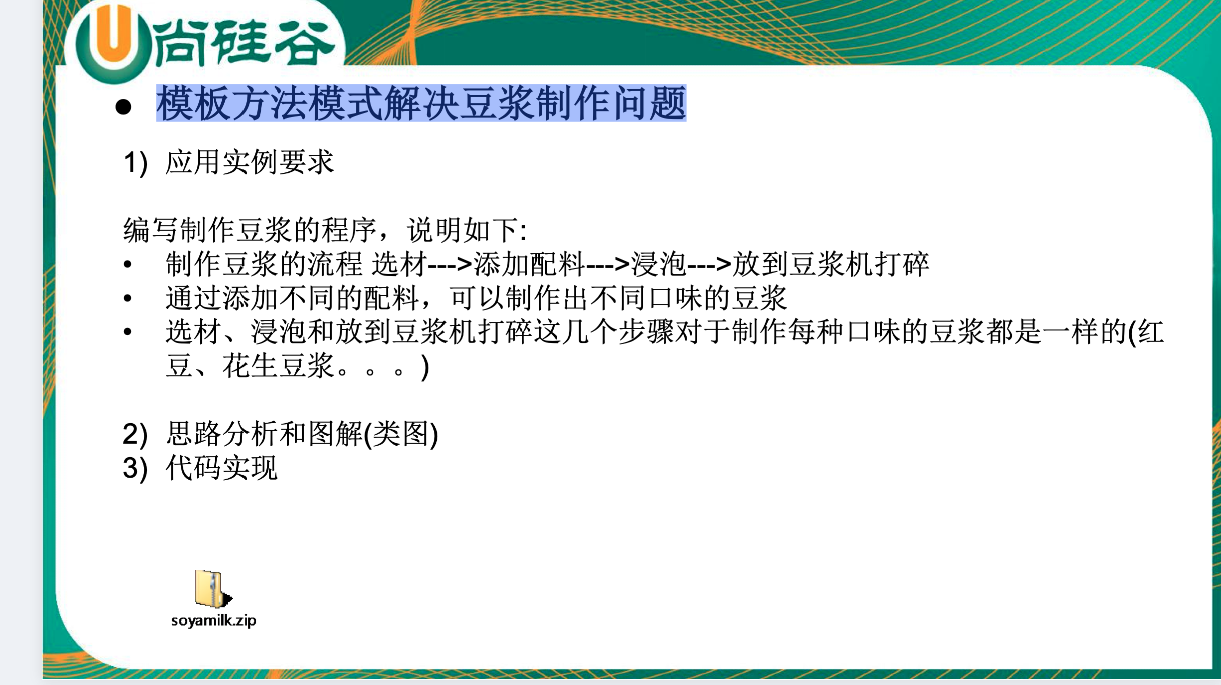 尚硅谷
● 模板方法模式解决豆浆制作问题
1) 应用实例要求
编写制作豆浆的程序，说明如下:
• 制作豆浆的流程 选材--->添加配料--->浸泡--->放到豆浆机打碎
• 通过添加不同的配料，可以制作出不同口味的豆浆
• 选材、浸泡和放到豆浆机打碎这几个步骤对于制作每种口味的豆浆都是一样的(红
豆、花生豆浆。。。)
2) 思路分析和图解(类图)
3) 代码实现
soyamilk.zip